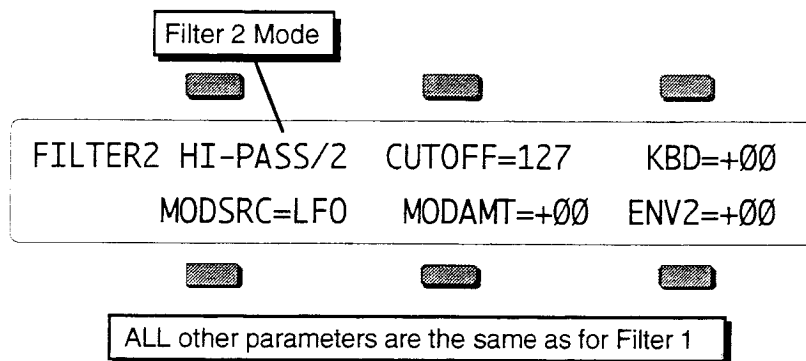 Filter 2 Mode
FILTER2 HI-PASS/2 CUTOFF=127 KBD=+ØØ
MODSRC=LFO MODAMT=+ØØ ENV2=+ØØ
ALL other parameters are the same as for Filter 1